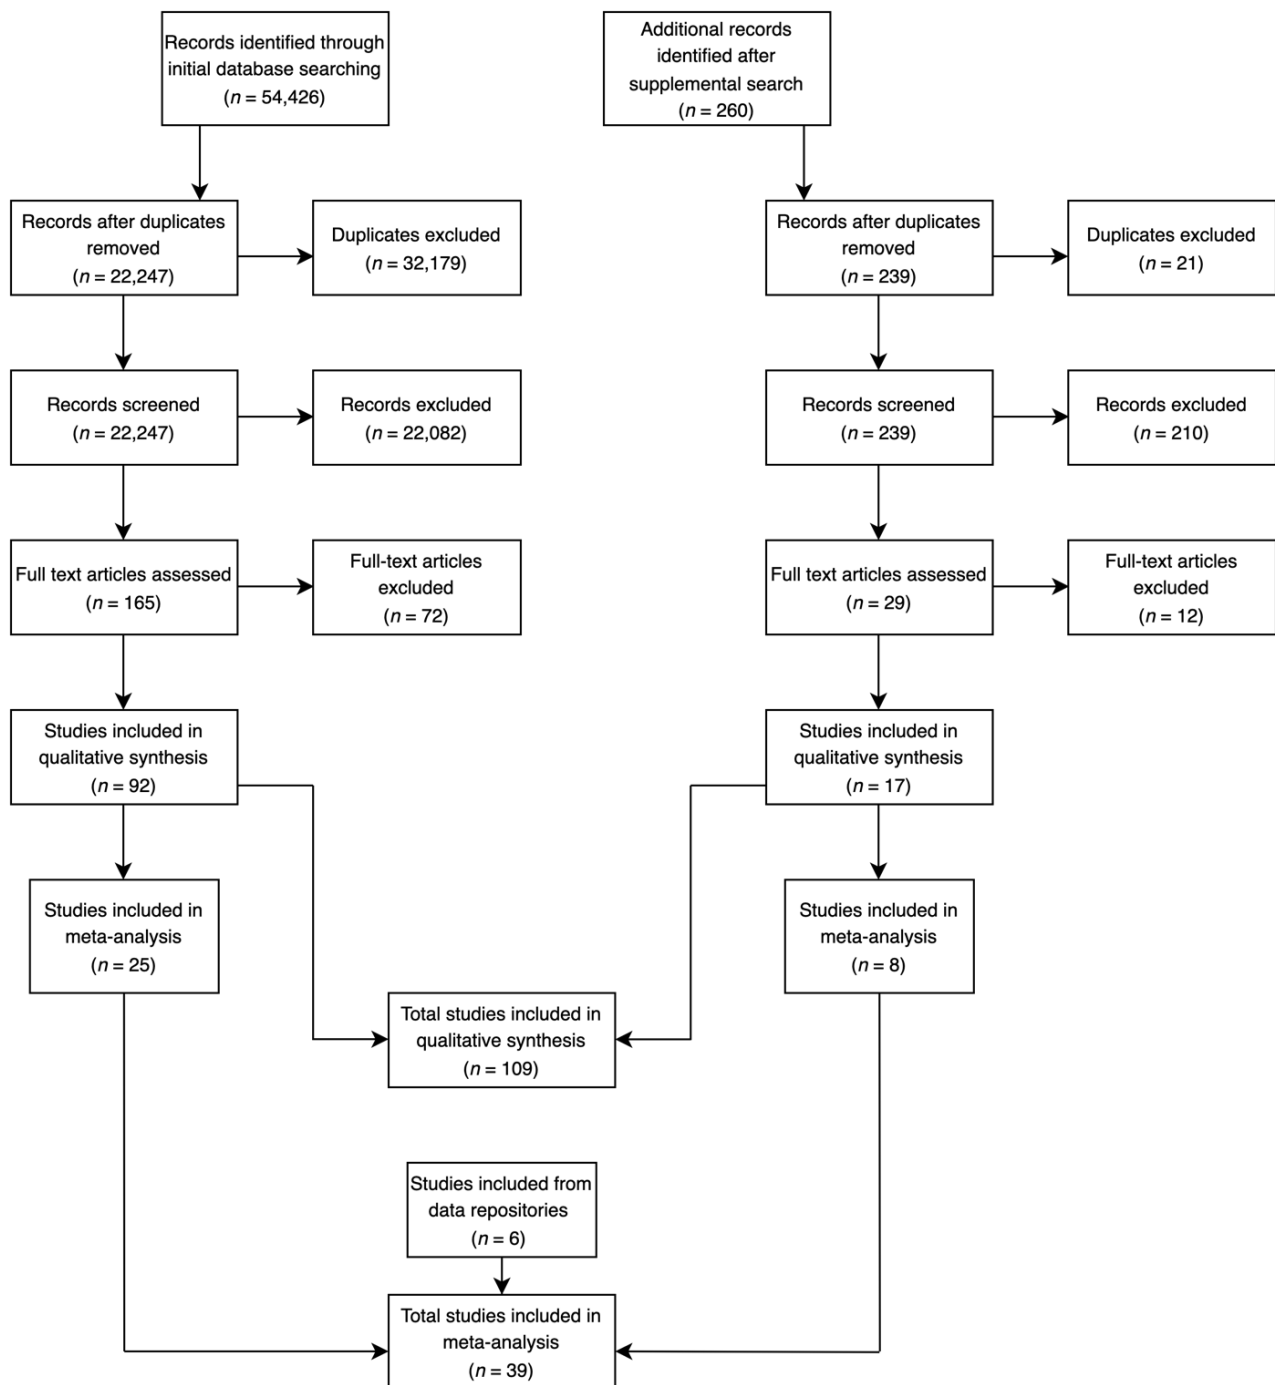 Records identified through
initial database searching
(n = 54,426)
Additional records
identified after
supplemental search
(n = 260)
Records after duplicates
removed
(n = 22,247)
Duplicates excluded
(n = 32,179)
Records after duplicates
removed
(n = 239)
Duplicates excluded
(n = 21)
Records screened
(n = 22,247)
Records excluded
(n = 22,082)
Records screened
(n = 239)
Records excluded
(n = 210)
Full text articles assessed
(n = 165)
Full-text articles
excluded
(n = 72)
Full text articles assessed
(n = 29)
Full-text articles
excluded
(n = 12)
Studies included in
qualitative synthesis
(n = 92)
Studies included in
qualitative synthesis
(n = 17)
Studies included in
meta-analysis
(n = 25)
Studies included in
meta-analysis
(n = 8)
Total studies included in
qualitative synthesis
(n = 109)
Studies included from
data repositories
(n = 6)
Total studies included in
meta-analysis
(n = 39)